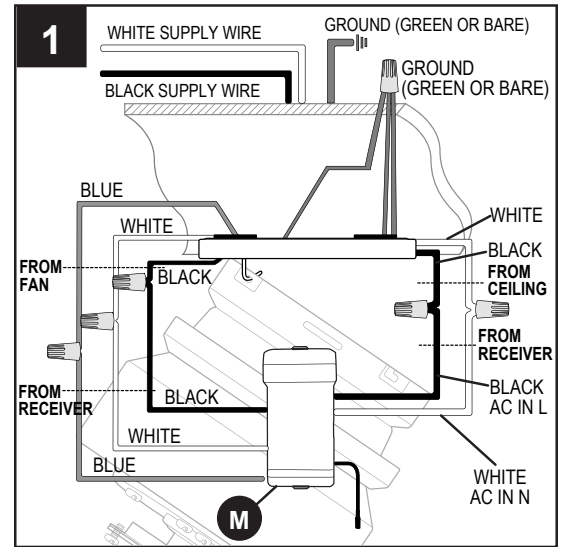 1
WHITE SUPPLY WIRE
GROUND (GREEN OR BARE)
BLACK SUPPLY WIRE
GROUND
(GREEN OR BARE)
BLUE
WHITE
WHITE
BLACK
FROM
FAN
BLACK
FROM
CEILING
FROM
RECEIVER
FROM
RECEIVER
BLACK
BLACK
AC IN L
WHITE
BLUE
WHITE
AC IN N
M